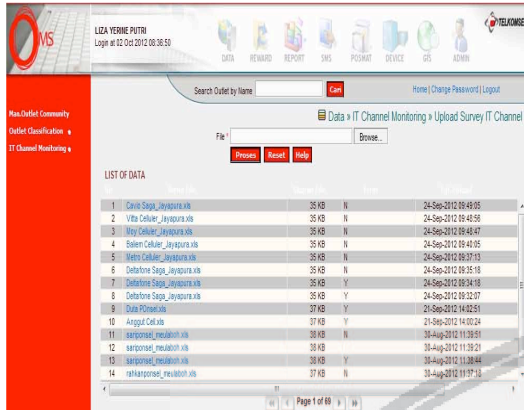 MS
LIZA YERINE PUTRI
Login at 02 Oct 2012 08:36:50
DATA REWARD REPORT SMS POSMAT DEVICE GIS ADMIN
TELKOMSEL
Search Outlet by Name Cari
Home | Change Password | Logout
Man.Outlet Community
Outlet Classification
IT Channel Monitoring
Data » IT Channel Monitoring » Upload Survey IT Channel
File * Browse...
Proses Reset Help
LIST OF DATA
1 Cavio Saga_Jayapura.xls 35 KB N 24-Sep-2012 09:49:05
2 Vitta Celluler_Jayapura.xls 35 KB N 24-Sep-2012 09:48:56
3 Moy Celuler_Jayapura.xls 35 KB N 24-Sep-2012 09:48:47
4 Baliem Celluler_Jayapura.xls 35 KB N 24-Sep-2012 09:40:05
5 Metro Celluler_Jayapura.xls 35 KB N 24-Sep-2012 09:37:13
6 Deltafone Saga_Jayapura.xls 35 KB N 24-Sep-2012 09:35:18
7 Deltafone Saga_Jayapura.xls 35 KB Y 24-Sep-2012 09:34:18
8 Deltafone Saga_Jayapura.xls 35 KB Y 24-Sep-2012 09:32:07
9 Duta POnsel.xls 37 KB Y 21-Sep-2012 14:02:51
10 Anggut Cell.xls 37 KB Y 21-Sep-2012 14:00:24
11 sariponsel_meulaboh.xls 38 KB N 30-Aug-2012 11:39:51
12 sariponsel_meulaboh.xls 38 KB 30-Aug-2012 11:39:21
13 sariponsel_meulaboh.xls 38 KB Y 30-Aug-2012 11:38:44
14 rahkanponsel_meulaboh.xls 37 KB N 30-Aug-2012 11:37:18
Page 1 of 69